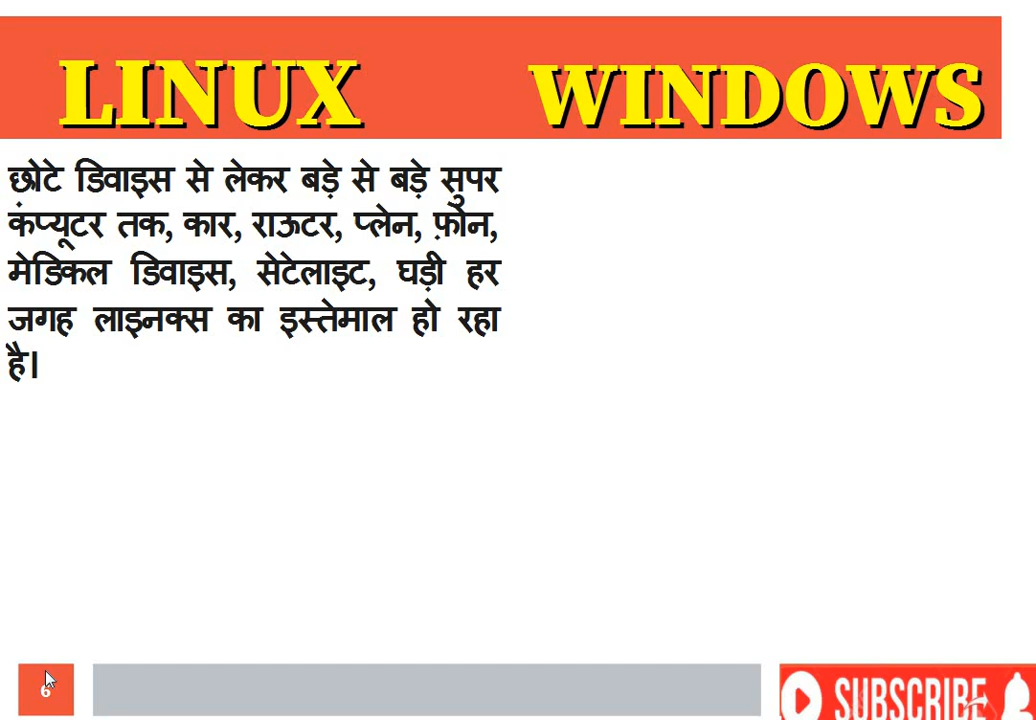 LINUX WINDOWS
छोटे डिवाइस से लेकर बड़े से बड़े सुपर
कंप्यूटर तक, कार, राऊटर, प्लेन, फ़ोन,
मेडिकल डिवाइस, सेटेलाइट, घड़ी हर
जगह लाइनक्स का इस्तेमाल हो रहा
है।
6
SUBSCRIBE